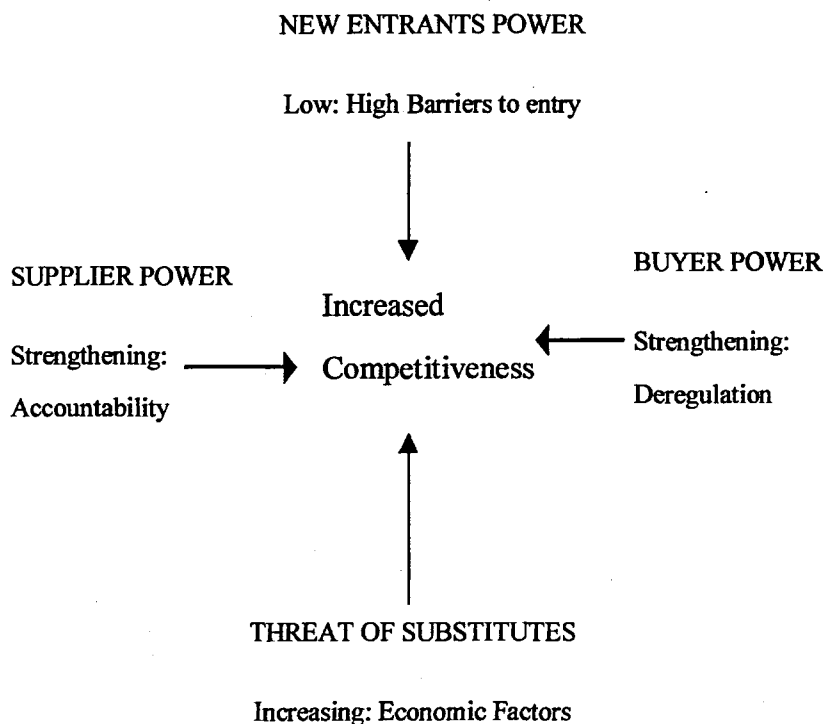 NEW ENTRANTS POWER
Low: High Barriers to entry
SUPPLIER POWER
Strengthening:
Accountability
Increased
Competitiveness
BUYER POWER
Strengthening:
Deregulation
THREAT OF SUBSTITUTES
Increasing: Economic Factors